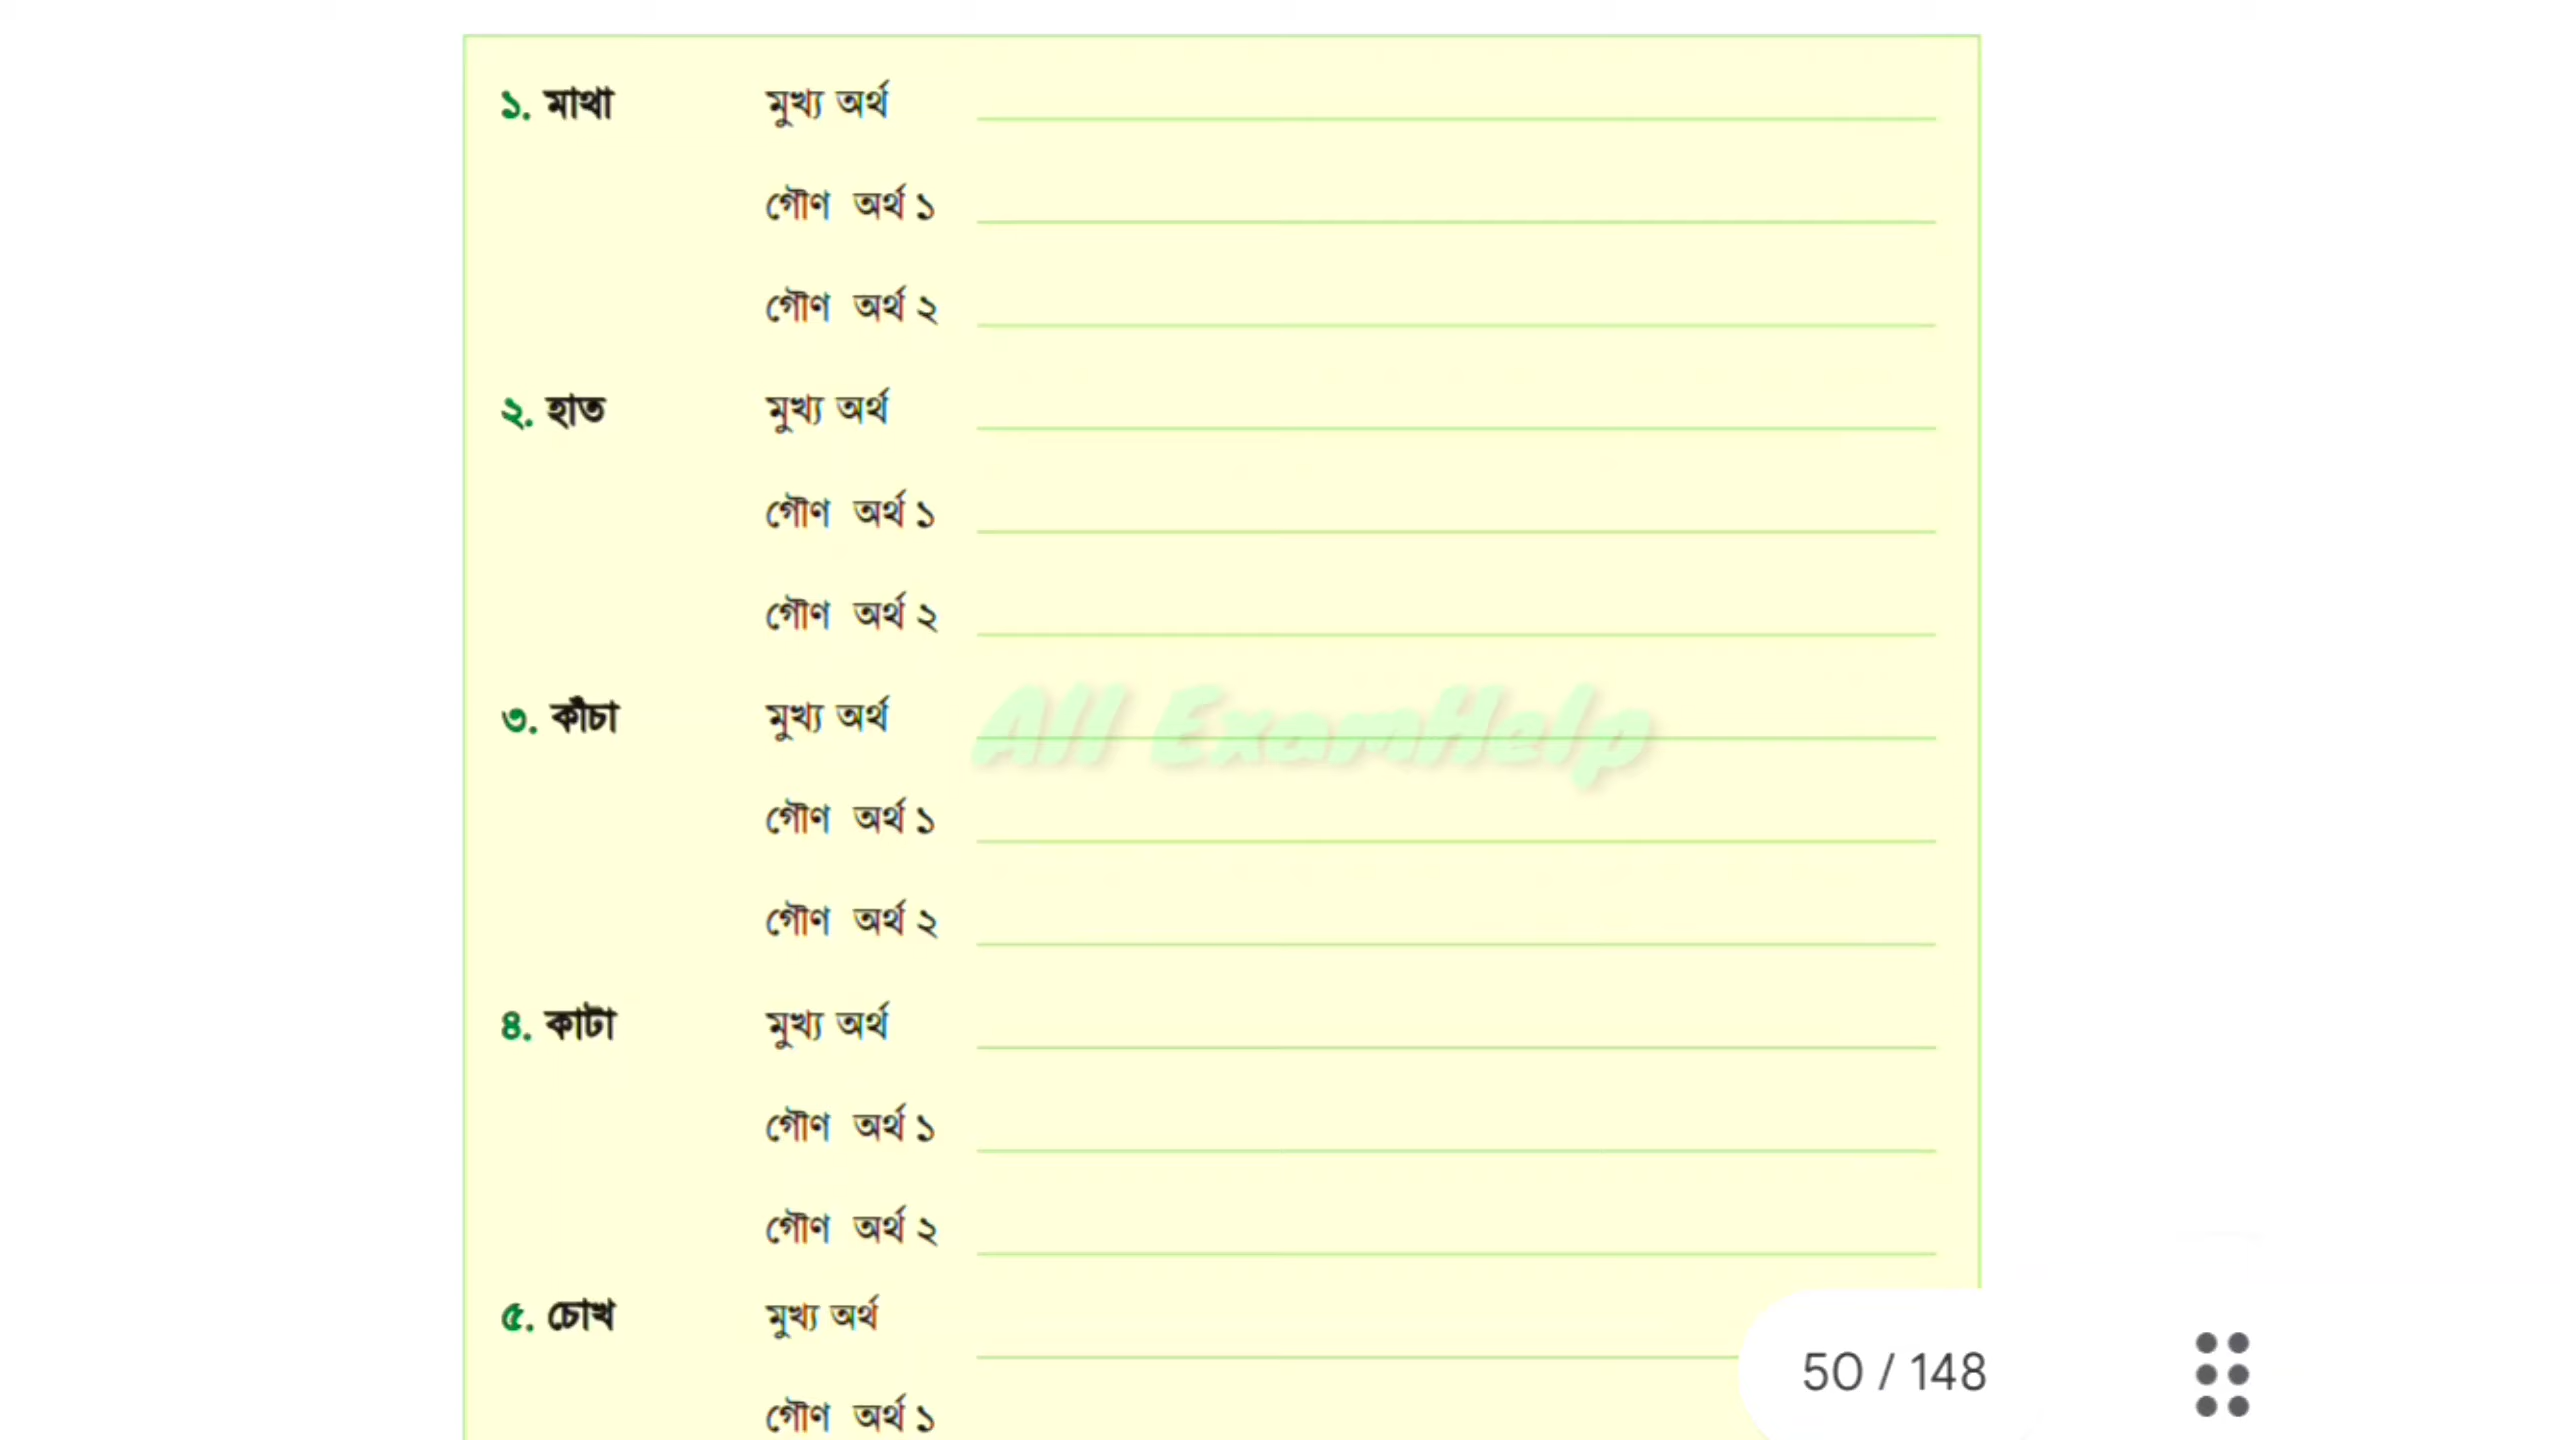 ১. মাথা মুখ্য অর্থ
গৌণ অর্থ ১
গৌণ অর্থ ২
২. হাত মুখ্য অর্থ
গৌণ অর্থ ১
গৌণ অর্থ ২
৩. কাঁচা মুখ্য অর্থ
All ExamHelp
গৌণ অর্থ ১
গৌণ অর্থ ২
৪. কাটা মুখ্য অর্থ
গৌণ অর্থ ১
গৌণ অর্থ ২
৫. চোখ মুখ্য অর্থ
50 / 148
গৌণ অর্থ ১